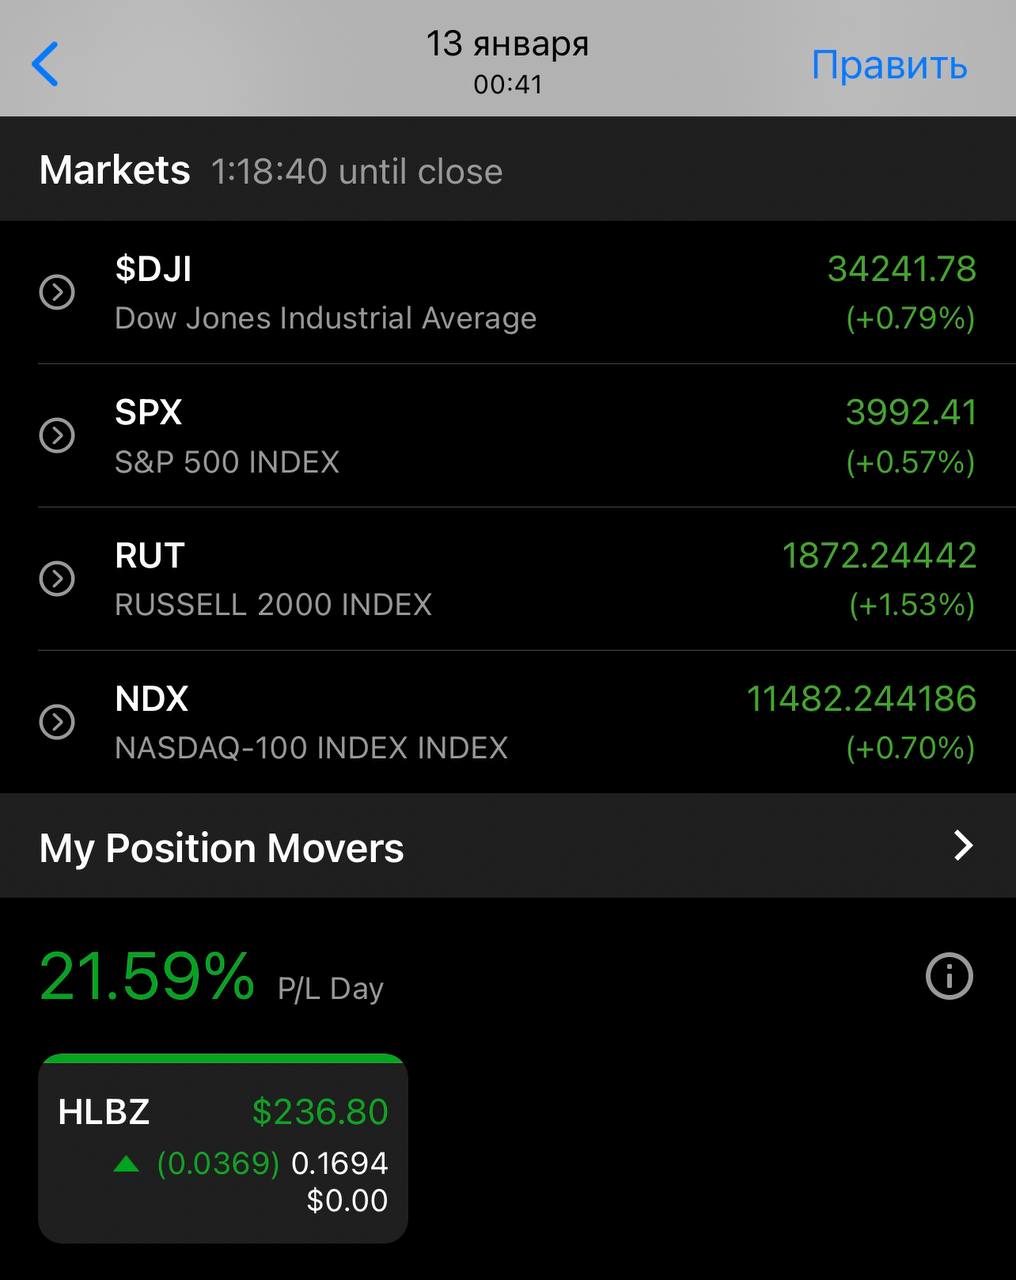 13 января
00:41
Править
Markets 1:18:40 until close
$DJI 34241.78
Dow Jones Industrial Average (+0.79%)
SPX 3992.41
S&P 500 INDEX (+0.57%)
RUT 1872.24442
RUSSELL 2000 INDEX (+1.53%)
NDX 11482.244186
NASDAQ-100 INDEX INDEX (+0.70%)
My Position Movers
21.59% P/L Day
HLBZ $236.80
(0.0369) 0.1694
$0.00